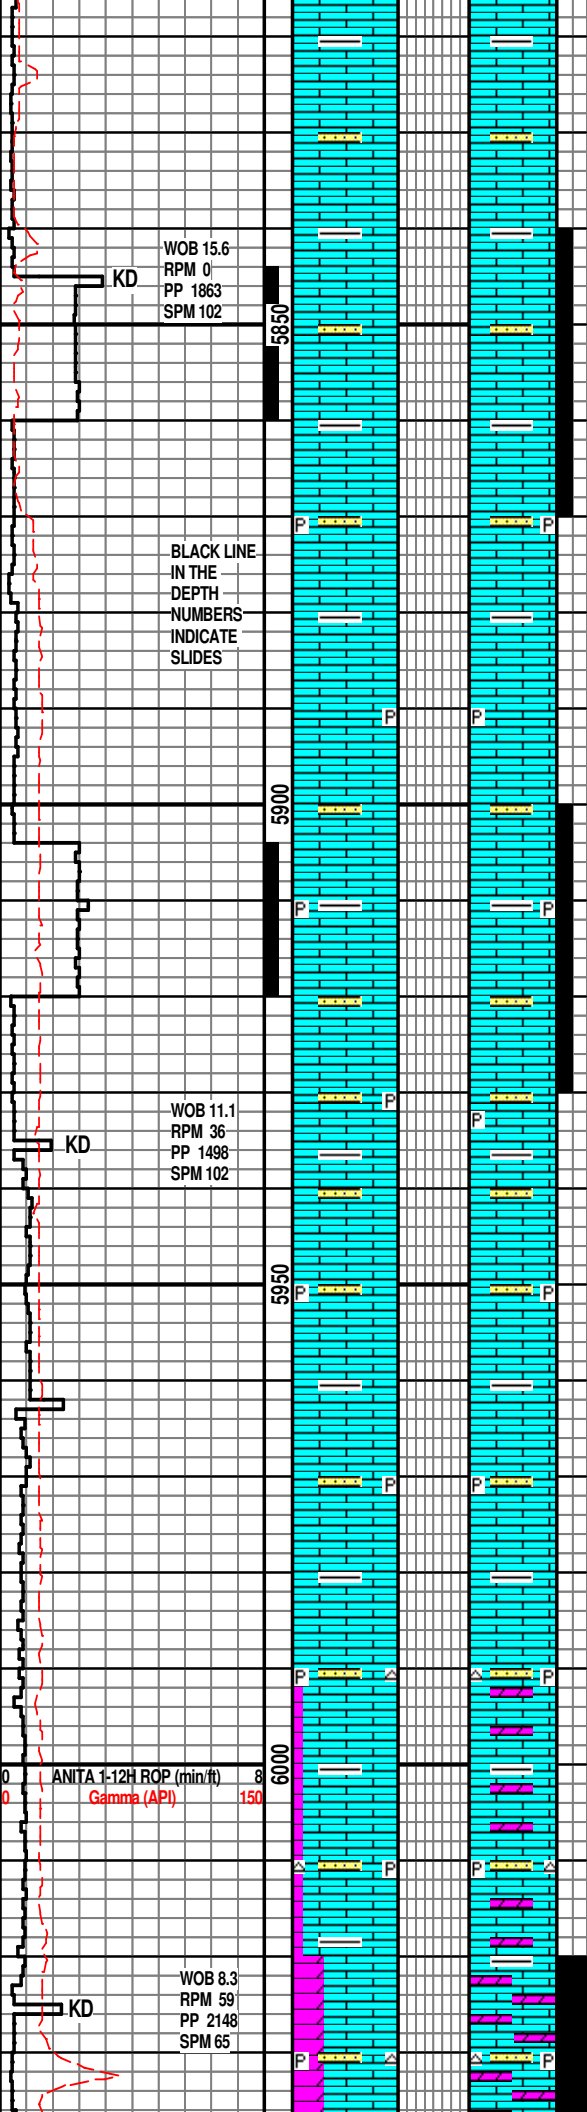 WOB 15.6
RPM 0
PP 1863
SPM 102
KD
5850
P P
BLACK LINE
IN THE
DEPTH
NUMBERS
INDICATE
SLIDES
P P
5900
P P
WOB 11.1
RPM 36
PP 1498
SPM 102
KD
P
P
5950
P P
P P
P P
6000
0 ANITA 1-12H ROP (min/ft) 8
0 Gamma (API) 150
P P
WOB 8.3
RPM 59
PP 2148
SPM 65
KD
P P